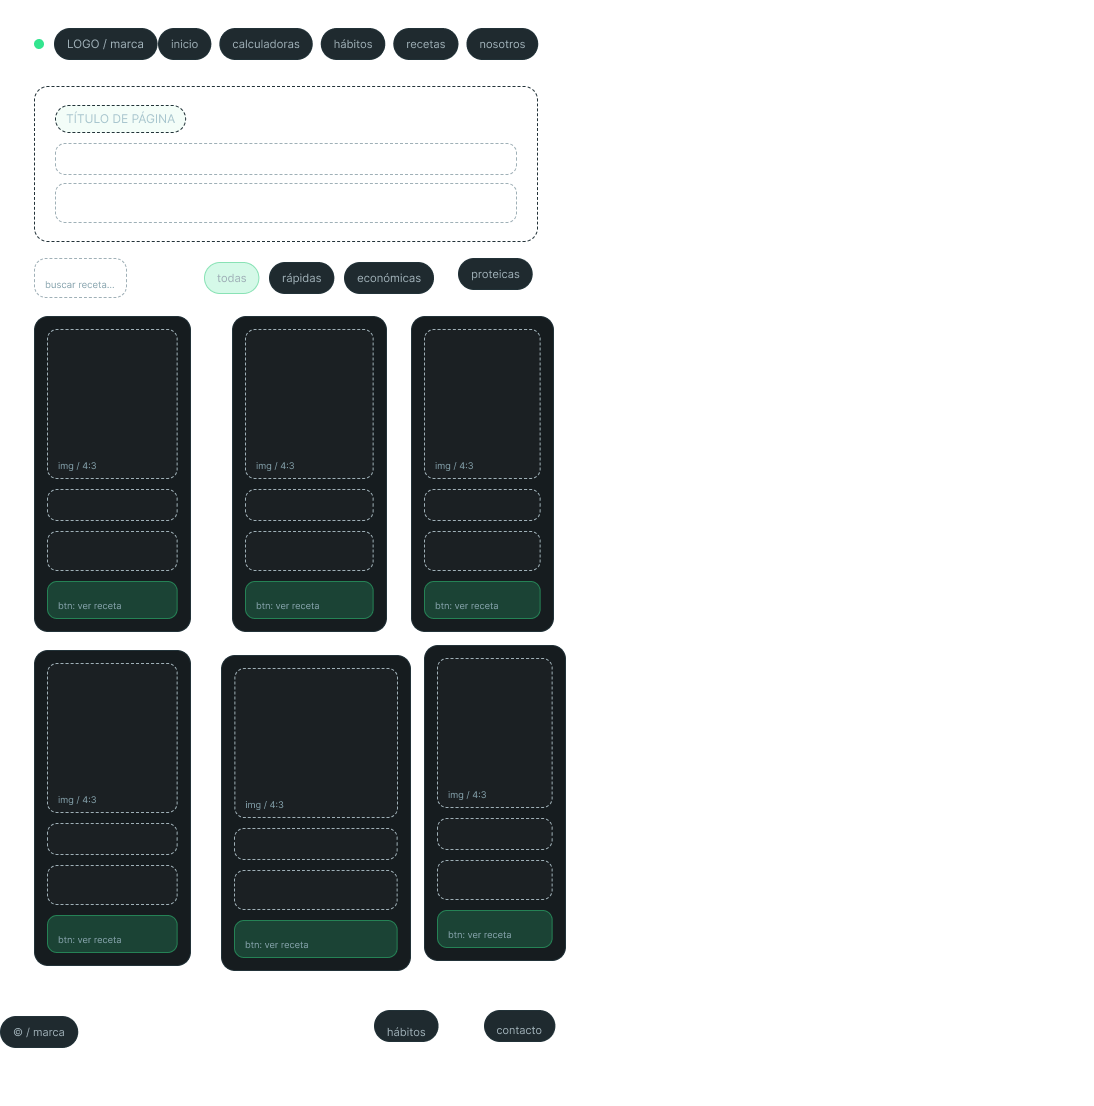 LOGO / marca
inicio
calculadoras
hábitos
recetas
nosotros
TÍTULO DE PÁGINA
buscar receta...
todas
rápidas
económicas
proteicas
img / 4:3
btn: ver receta
img / 4:3
btn: ver receta
img / 4:3
btn: ver receta
img / 4:3
btn: ver receta
img / 4:3
btn: ver receta
img / 4:3
btn: ver receta
© / marca
hábitos
contacto